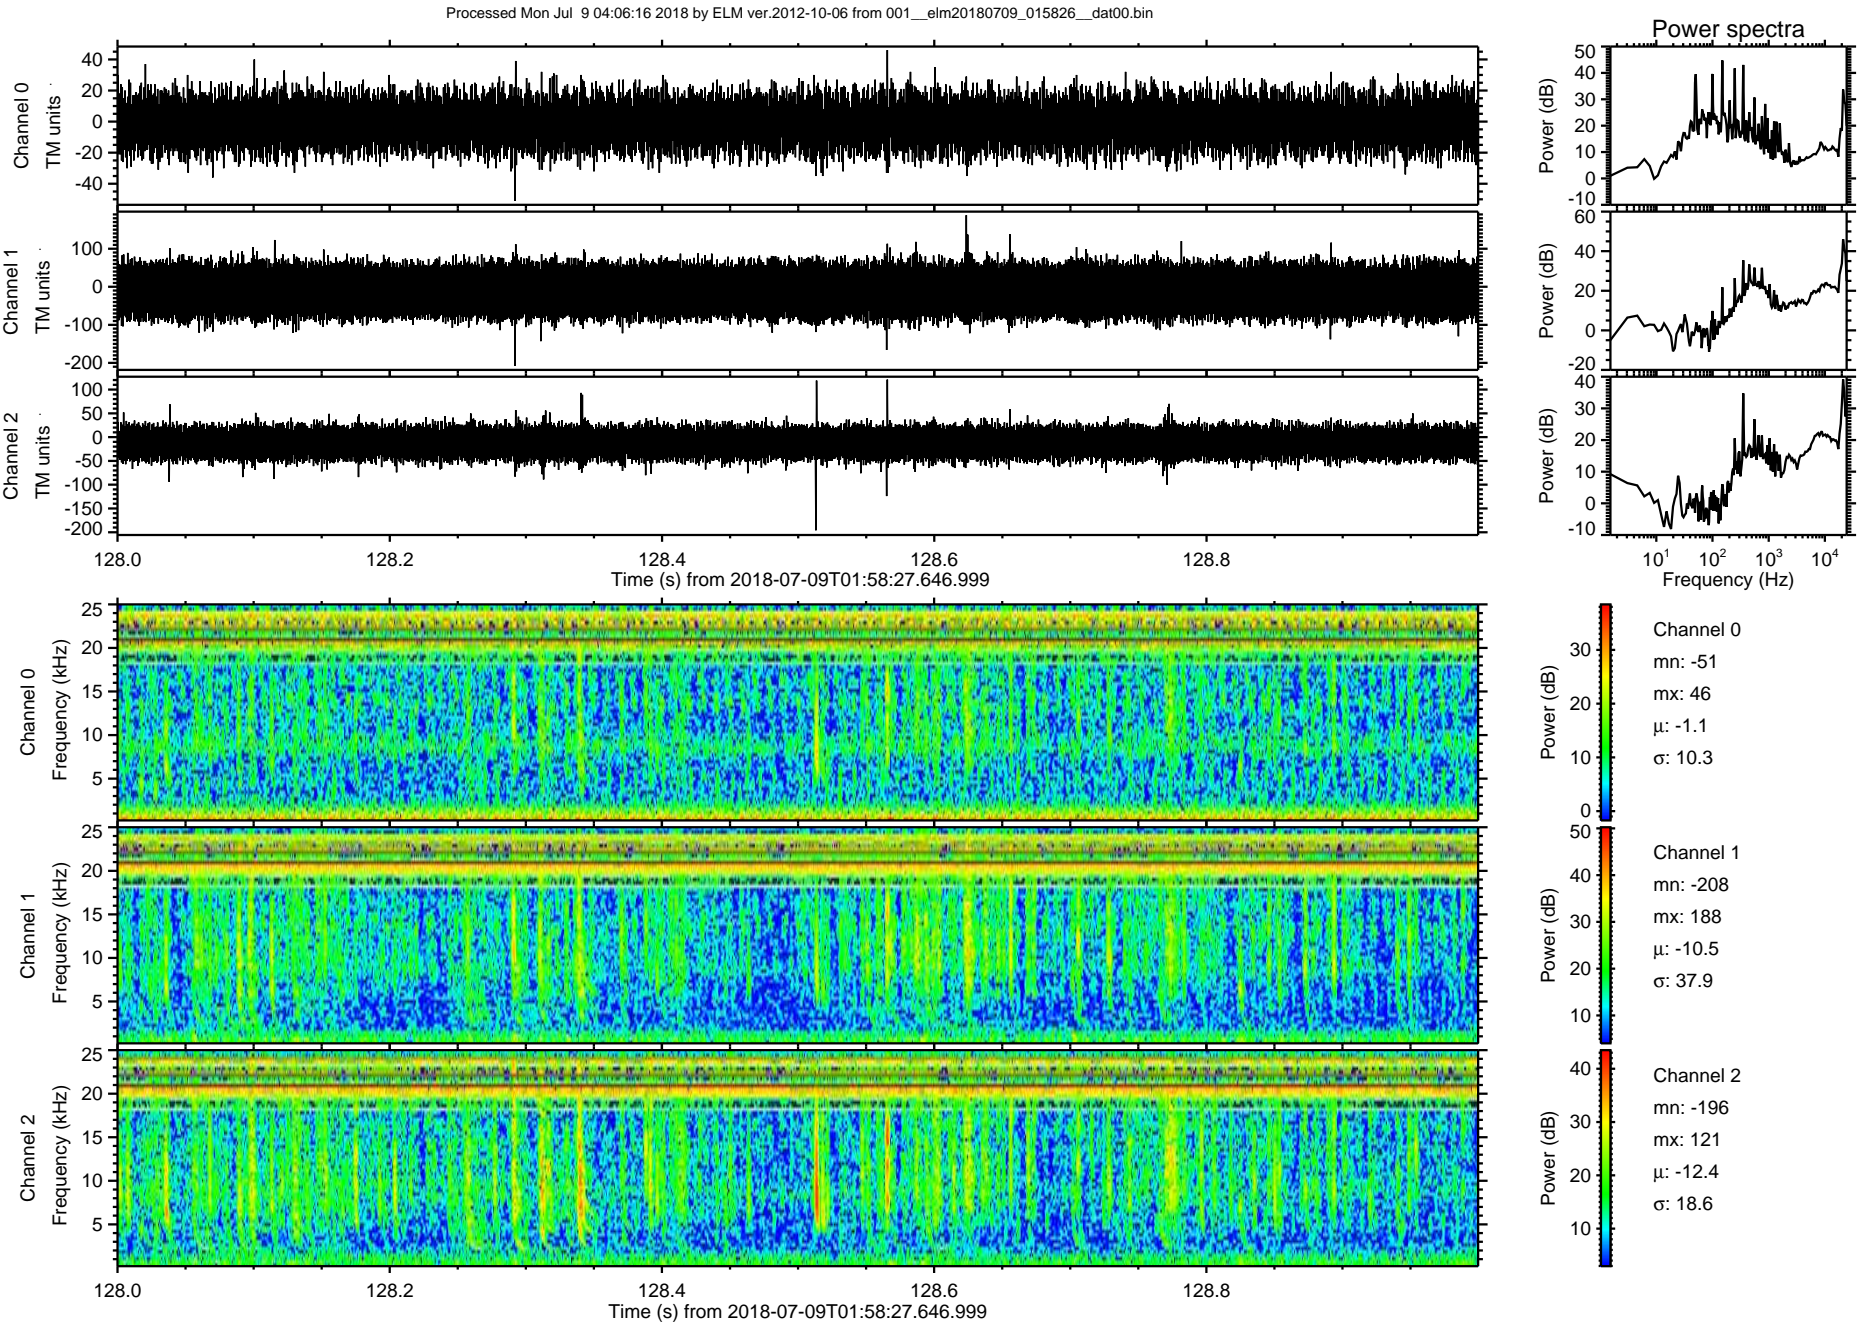 Processed Mon Jul  9 04:06:16 2018 by ELM ver.2012-10-06 from 001__elm20180709_015826__dat00.bin
Power spectra
Channel 0
TM units
40
20
0
-20
-40
Power (dB)
50
40
30
20
10
0
-10
Channel 1
TM units
100
0
-100
-200
Power (dB)
60
40
20
0
-20
Channel 2
TM units
100
50
0
-50
-100
-150
-200
Power (dB)
40
30
20
10
0
-10
128.0 128.2 128.4 128.6 128.8
Time (s) from 2018-07-09T01:58:27.646.999
10¹ 10² 10³ 10⁴
Frequency (Hz)
Channel 0
Frequency (kHz)
25
20
15
10
5
Power (dB)
30
20
10
0
Channel 0
mn: -51
mx: 46
µ: -1.1
σ: 10.3
Channel 1
Frequency (kHz)
25
20
15
10
5
Power (dB)
50
40
30
20
10
Channel 1
mn: -208
mx: 188
µ: -10.5
σ: 37.9
Channel 2
Frequency (kHz)
25
20
15
10
5
Power (dB)
40
30
20
10
Channel 2
mn: -196
mx: 121
µ: -12.4
σ: 18.6
128.0 128.2 128.4 128.6 128.8
Time (s) from 2018-07-09T01:58:27.646.999